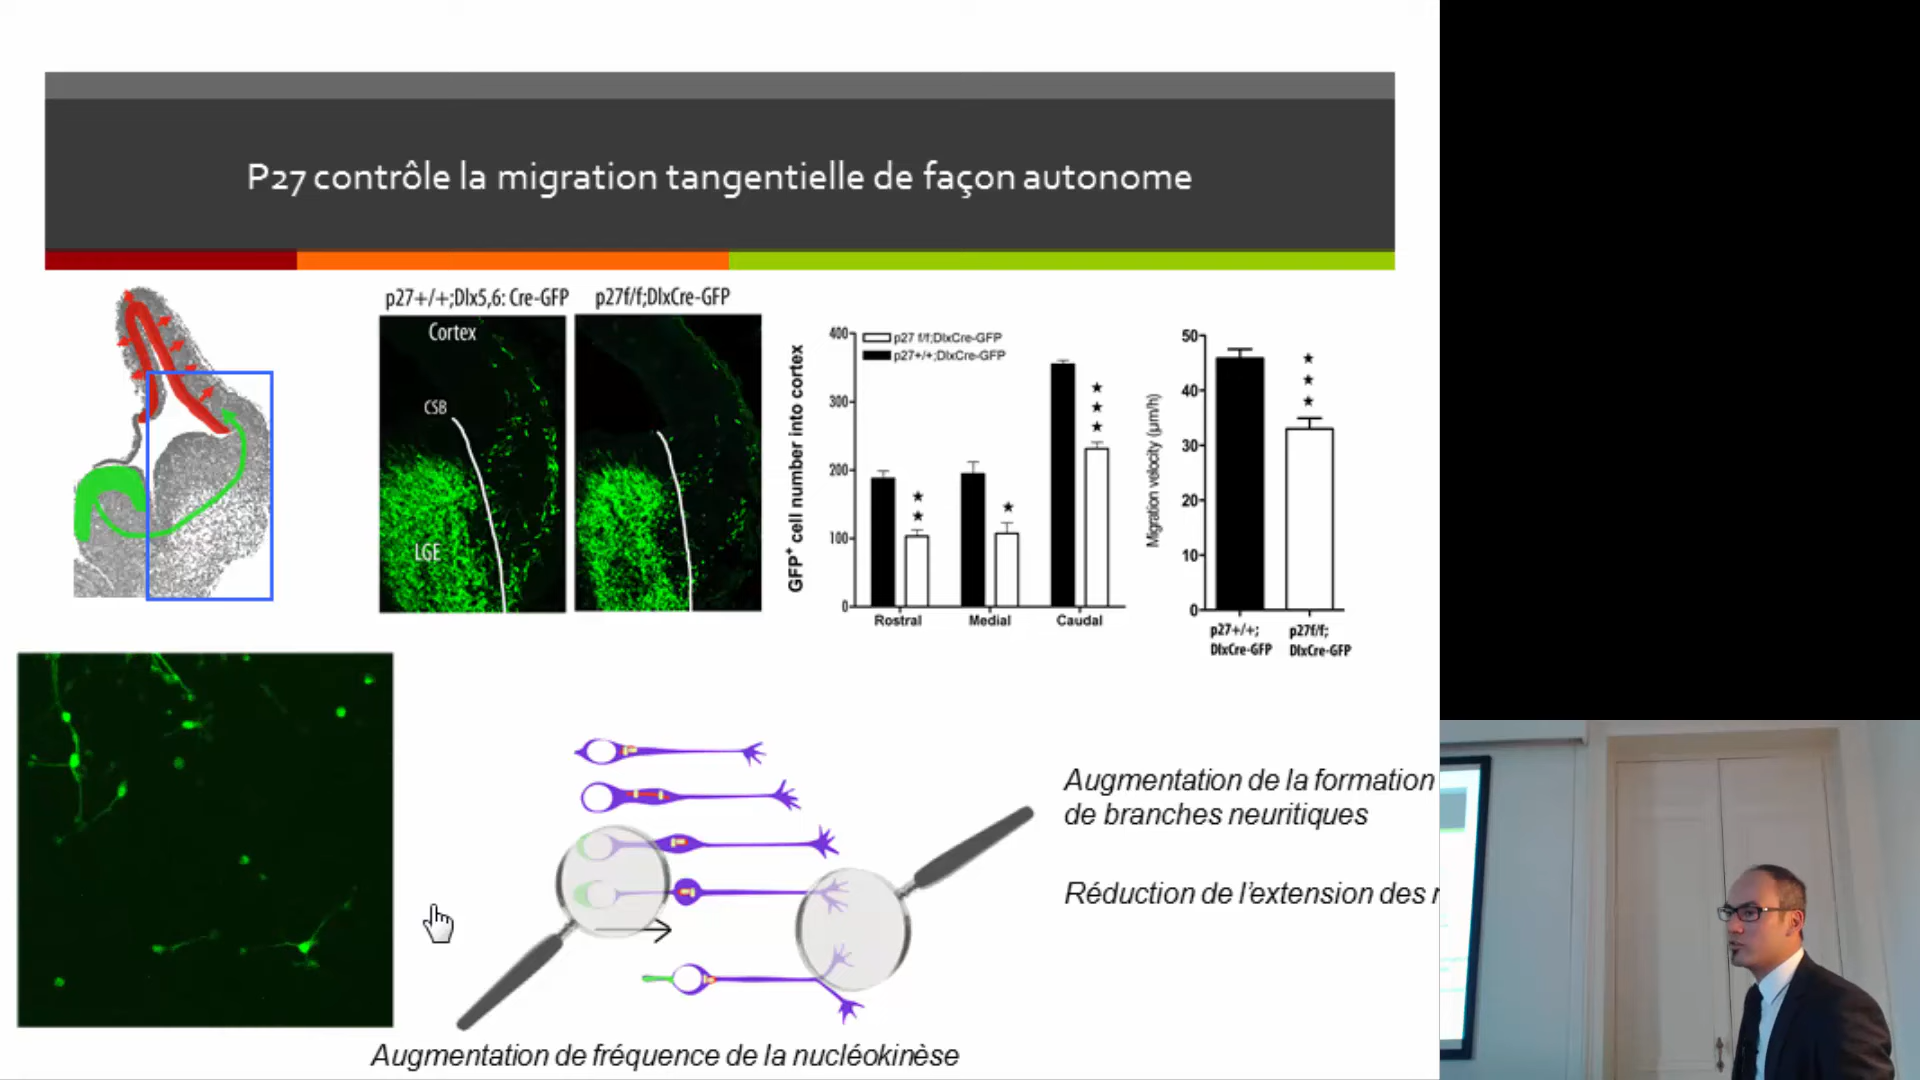 P27 contrôle la migration tangentielle de façon autonome
p27+/+;Dlx5,6: Cre-GFP
p27f/f;DlxCre-GFP
Cortex
CSB
LGE
GFP+ cell number into cortex
400
300
200
100
0
p27 f/f;DlxCre-GFP
p27+/+;DlxCre-GFP
Rostral
Medial
Caudal
Migration velocity (µm/h)
50
40
30
20
10
0
p27+/+;
DlxCre-GFP
p27f/f;
DlxCre-GFP
Augmentation de la formation
de branches neuritiques
Réduction de l'extension des
Augmentation de fréquence de la nucléokinèse